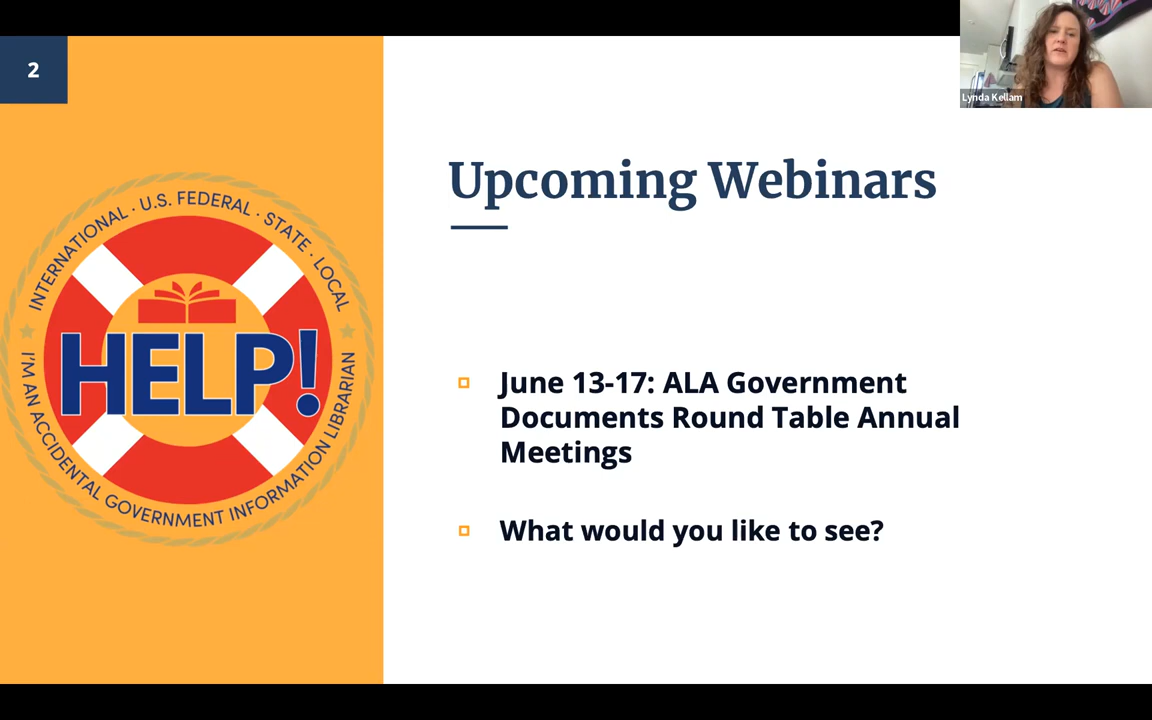 2
Lynda Kellam
Upcoming Webinars
INTERNATIONAL · U.S. FEDERAL · STATE · LOCAL
HELP!
I'M AN ACCIDENTAL GOVERNMENT INFORMATION LIBRARIAN
June 13-17: ALA Government
Documents Round Table Annual
Meetings
What would you like to see?